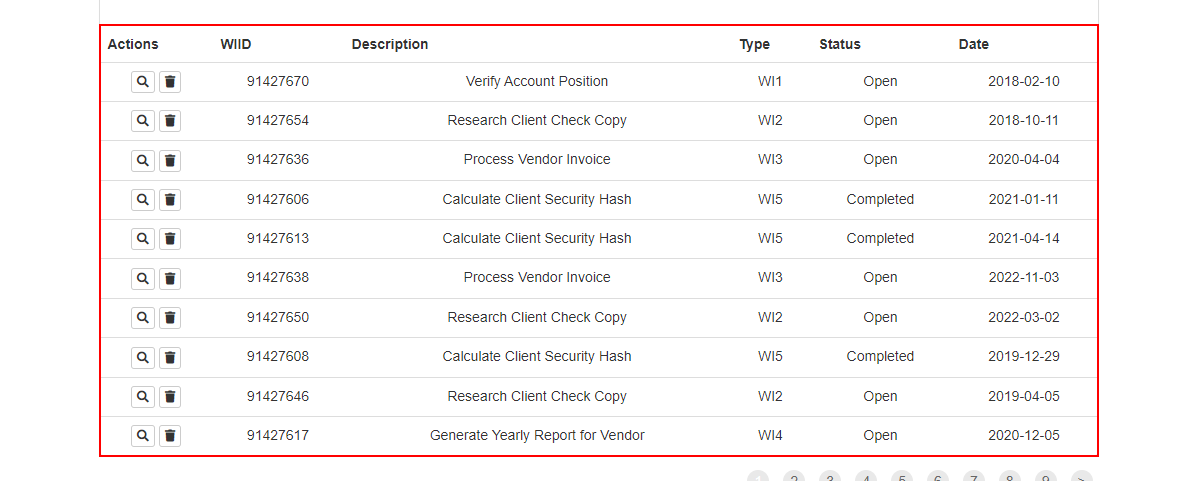 Actions WIID Description Type Status Date
91427670 Verify Account Position WI1 Open 2018-02-10
91427654 Research Client Check Copy WI2 Open 2018-10-11
91427636 Process Vendor Invoice WI3 Open 2020-04-04
91427606 Calculate Client Security Hash WI5 Completed 2021-01-11
91427613 Calculate Client Security Hash WI5 Completed 2021-04-14
91427638 Process Vendor Invoice WI3 Open 2022-11-03
91427650 Research Client Check Copy WI2 Open 2022-03-02
91427608 Calculate Client Security Hash WI5 Completed 2019-12-29
91427646 Research Client Check Copy WI2 Open 2019-04-05
91427617 Generate Yearly Report for Vendor WI4 Open 2020-12-05
1 2 3 4 5 6 7 8 9 >